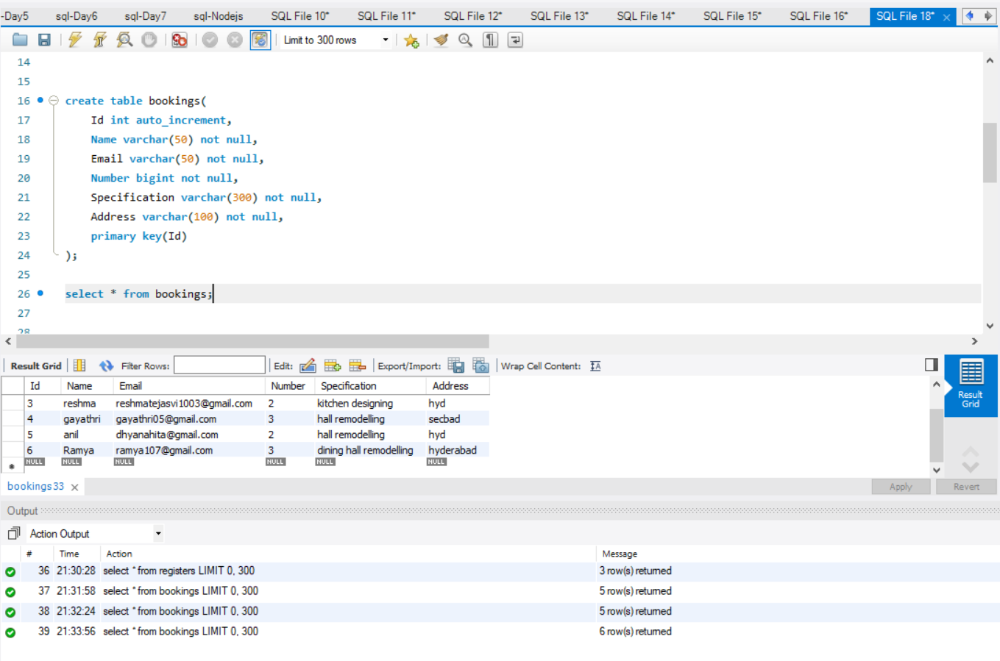 -Day5 sql-Day6 sql-Day7 sql-Nodejs SQL File 10* SQL File 11* SQL File 12* SQL File 13* SQL File 14* SQL File 15* SQL File 16* SQL File 18* ×
Limit to 300 rows
14
15
16 create table bookings(
17 Id int auto_increment,
18 Name varchar(50) not null,
19 Email varchar(50) not null,
20 Number bigint not null,
21 Specification varchar(300) not null,
22 Address varchar(100) not null,
23 primary key(Id)
24 );
25
26 select * from bookings;
27
28
Result Grid Filter Rows: Edit: Export/Import: Wrap Cell Content: IA
Id Name Email Number Specification Address
3 reshma reshmatejasvi1003@gmail.com 2 kitchen designing hyd
4 gayathri gayathri05@gmail.com 3 hall remodelling secbad
5 anil dhyanahita@gmail.com 2 hall remodelling hyd
6 Ramya ramya107@gmail.com 3 dining hall remodelling hyderabad
* NULL NULL NULL NULL NULL NULL
Result
Grid
bookings33 × Apply Revert
Output
Action Output
# Time Action Message
36 21:30:28 select * from registers LIMIT 0, 300 3 row(s) returned
37 21:31:58 select * from bookings LIMIT 0, 300 5 row(s) returned
38 21:32:24 select * from bookings LIMIT 0, 300 5 row(s) returned
39 21:33:56 select * from bookings LIMIT 0, 300 6 row(s) returned